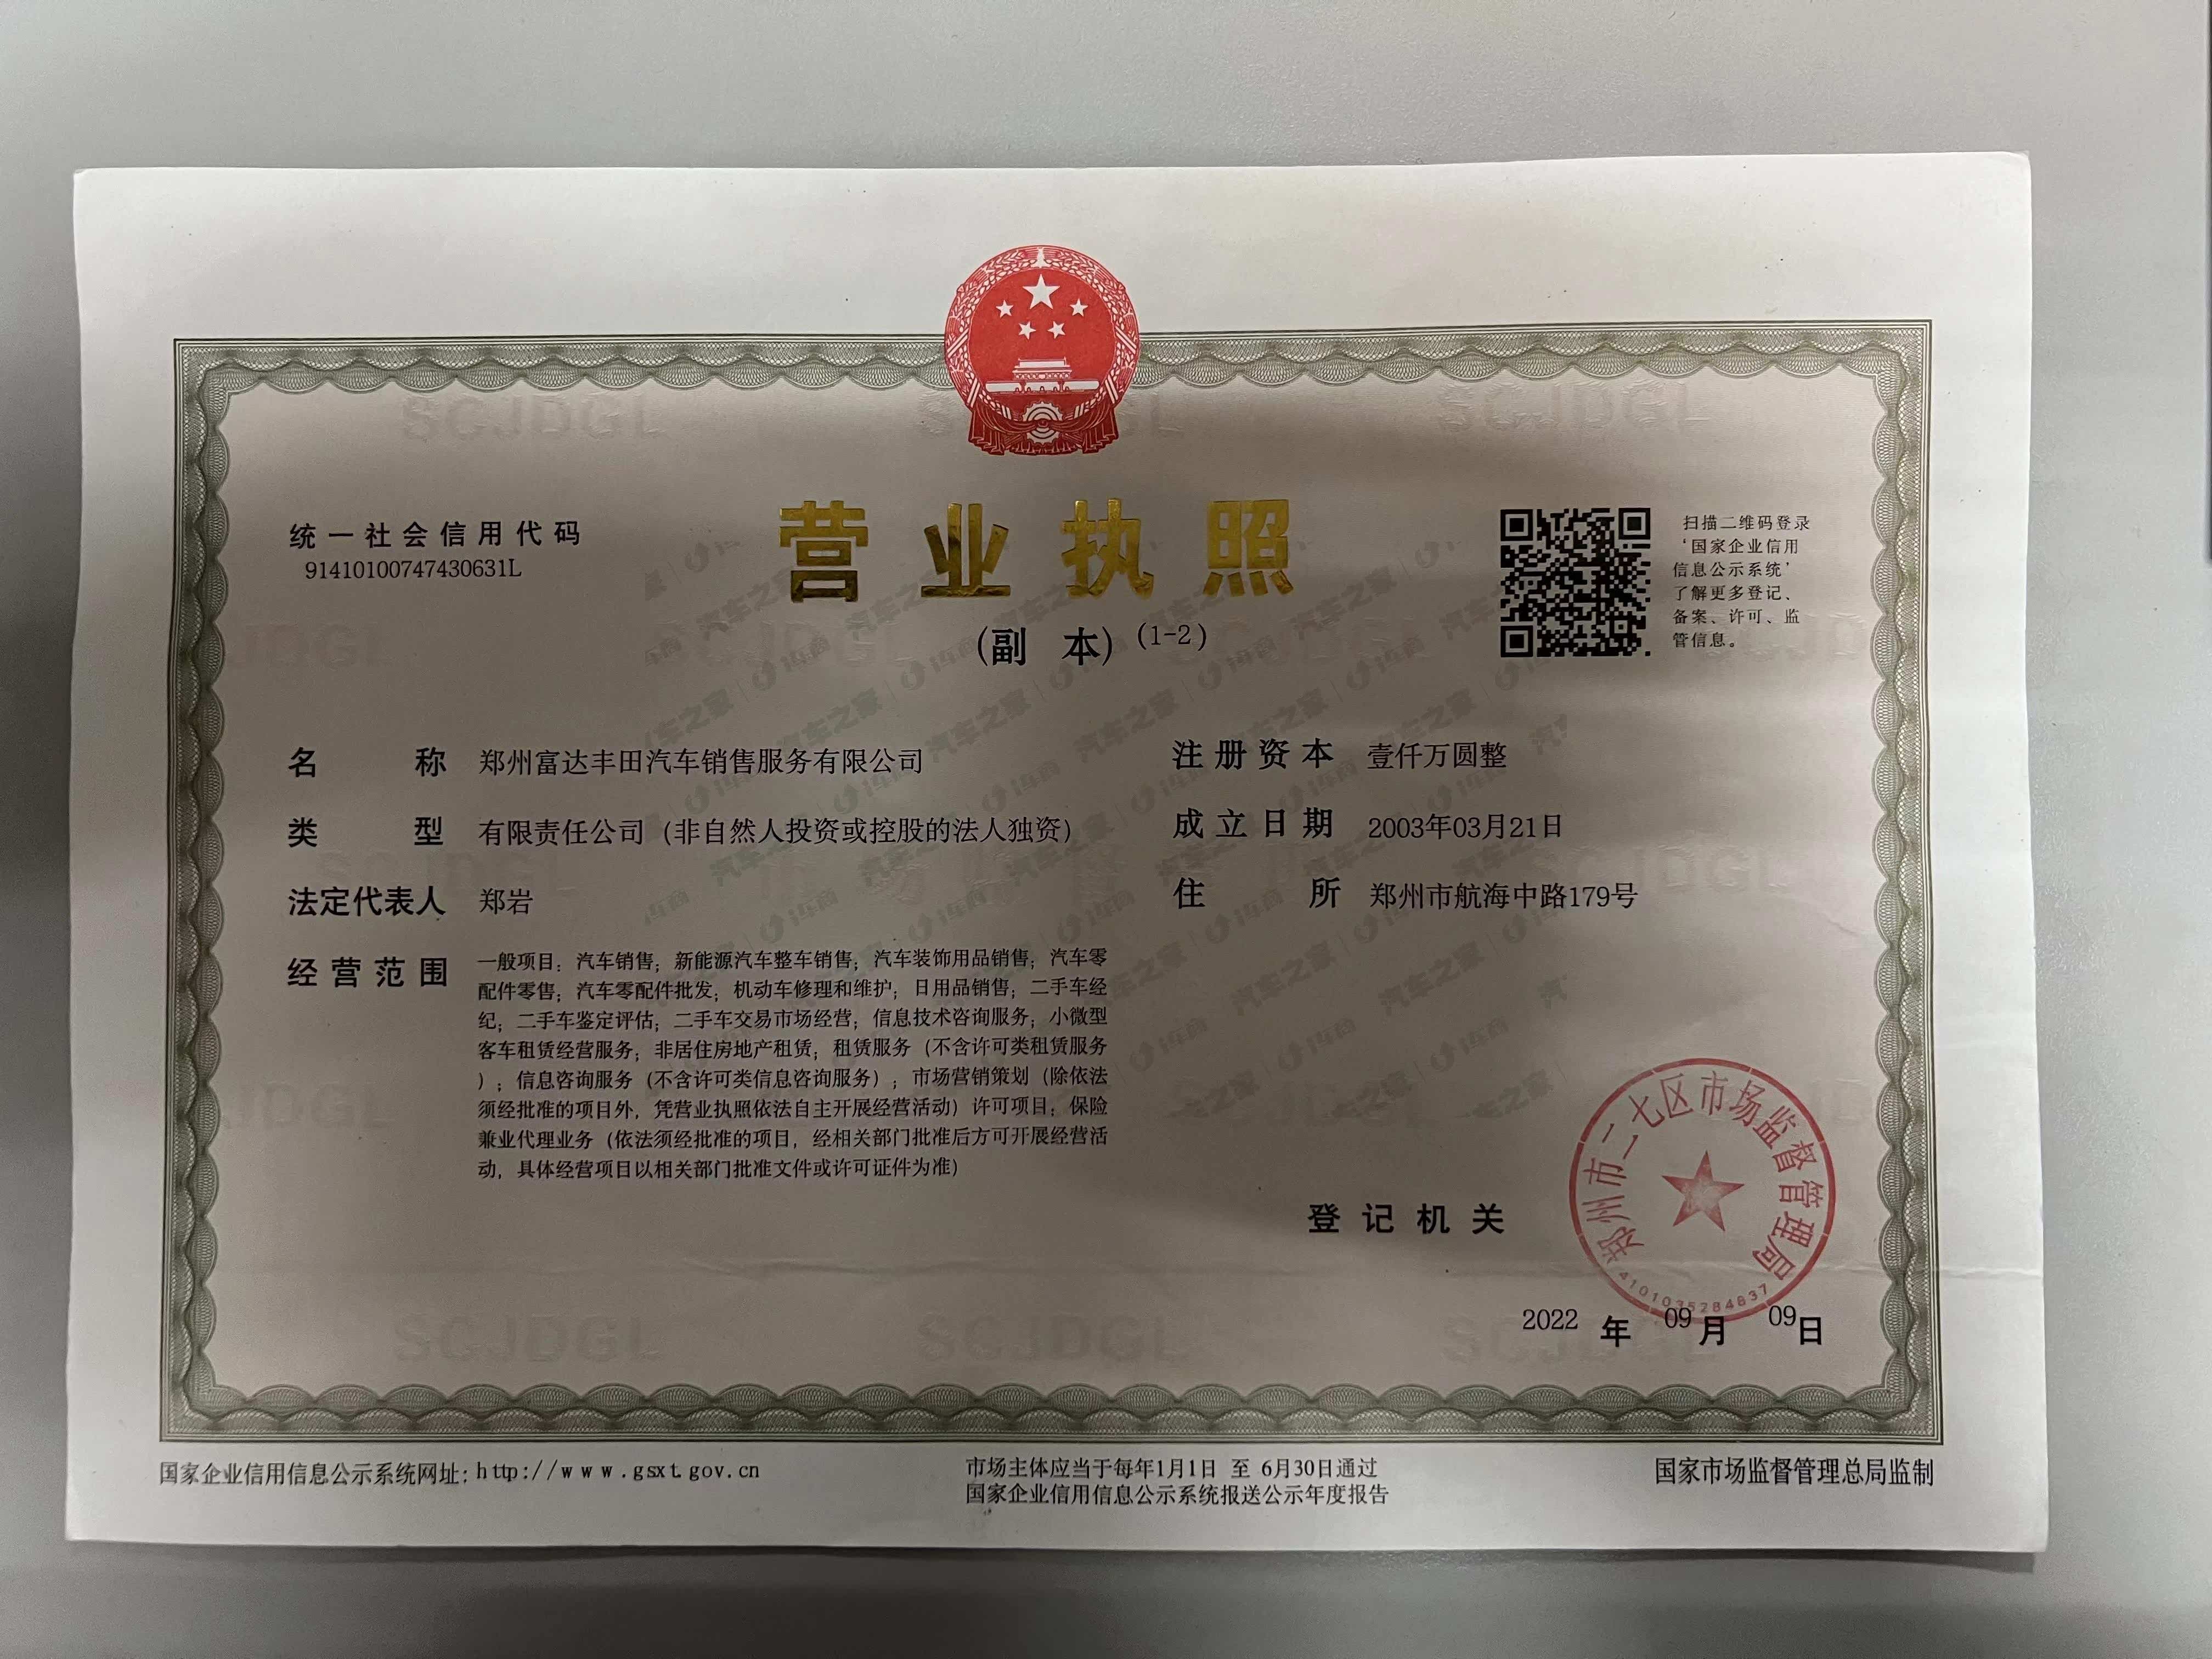 营业执照
(副 本) (1-2)
统一社会信用代码
91410100747430631L
扫描二维码登录
‘国家企业信用
信息公示系统’
了解更多登记、
备案、许可、监
管信息。
名 称 郑州富达丰田汽车销售服务有限公司
类 型 有限责任公司（非自然人投资或控股的法人独资）
法定代表人 郑岩
经营范围 一般项目：汽车销售；新能源汽车整车销售；汽车装饰用品销售；汽车零
配件零售；汽车零配件批发；机动车修理和维护；日用品销售；二手车经
纪；二手车鉴定评估；二手车交易市场经营；信息技术咨询服务；小微型
客车租赁经营服务；非居住房地产租赁；租赁服务（不含许可类租赁服务
）；信息咨询服务（不含许可类信息咨询服务）；市场营销策划（除依法
须经批准的项目外，凭营业执照依法自主开展经营活动）许可项目：保险
兼业代理业务（依法须经批准的项目，经相关部门批准后方可开展经营活
动，具体经营项目以相关部门批准文件或许可证件为准）
注册资本 壹仟万圆整
成立日期 2003年03月21日
住 所 郑州市航海中路179号
登记机关
郑州市二七区市场监督管理局
4101035284837
2022 年 09 月 09 日
国家企业信用信息公示系统网址：http://www.gsxt.gov.cn
市场主体应当于每年1月1日 至 6月30日通过
国家企业信用信息公示系统报送公示年度报告
国家市场监督管理总局监制
SCJDGL
汽车之家